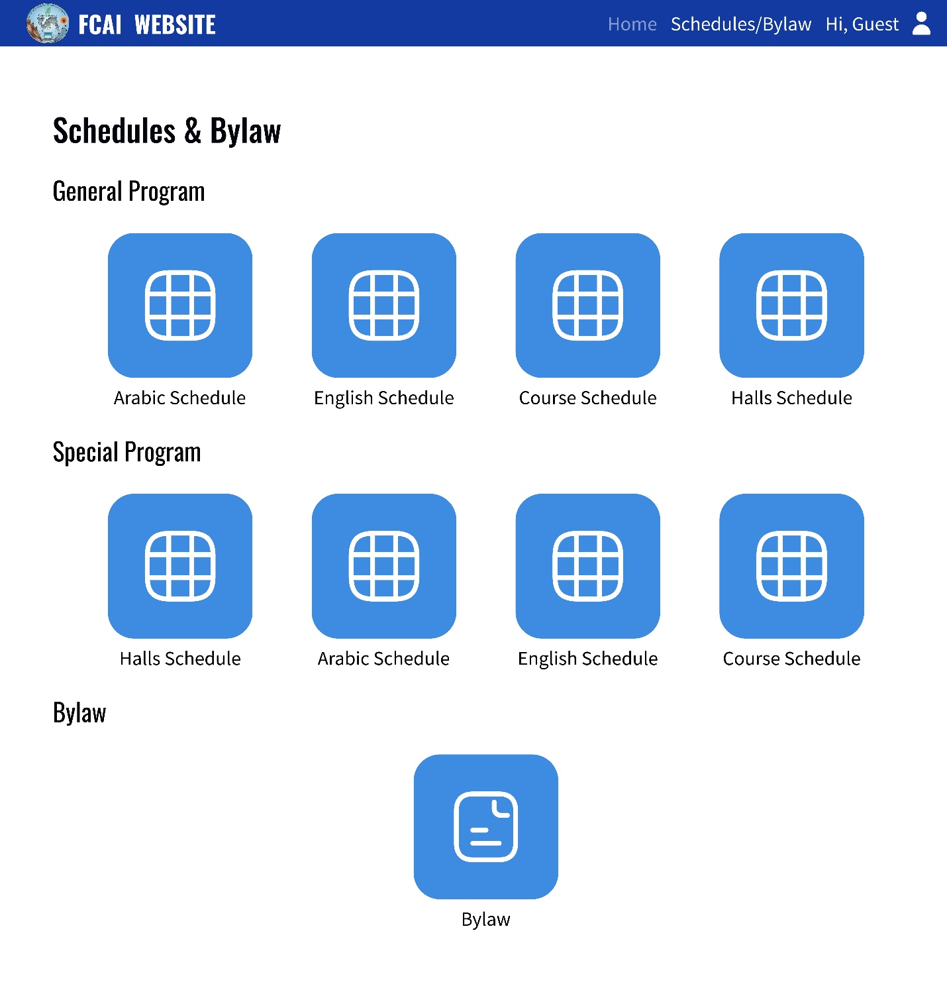 FCAI WEBSITE
Home Schedules/Bylaw Hi, Guest
Schedules & Bylaw
General Program
Arabic Schedule English Schedule Course Schedule Halls Schedule
Special Program
Halls Schedule Arabic Schedule English Schedule Course Schedule
Bylaw
Bylaw